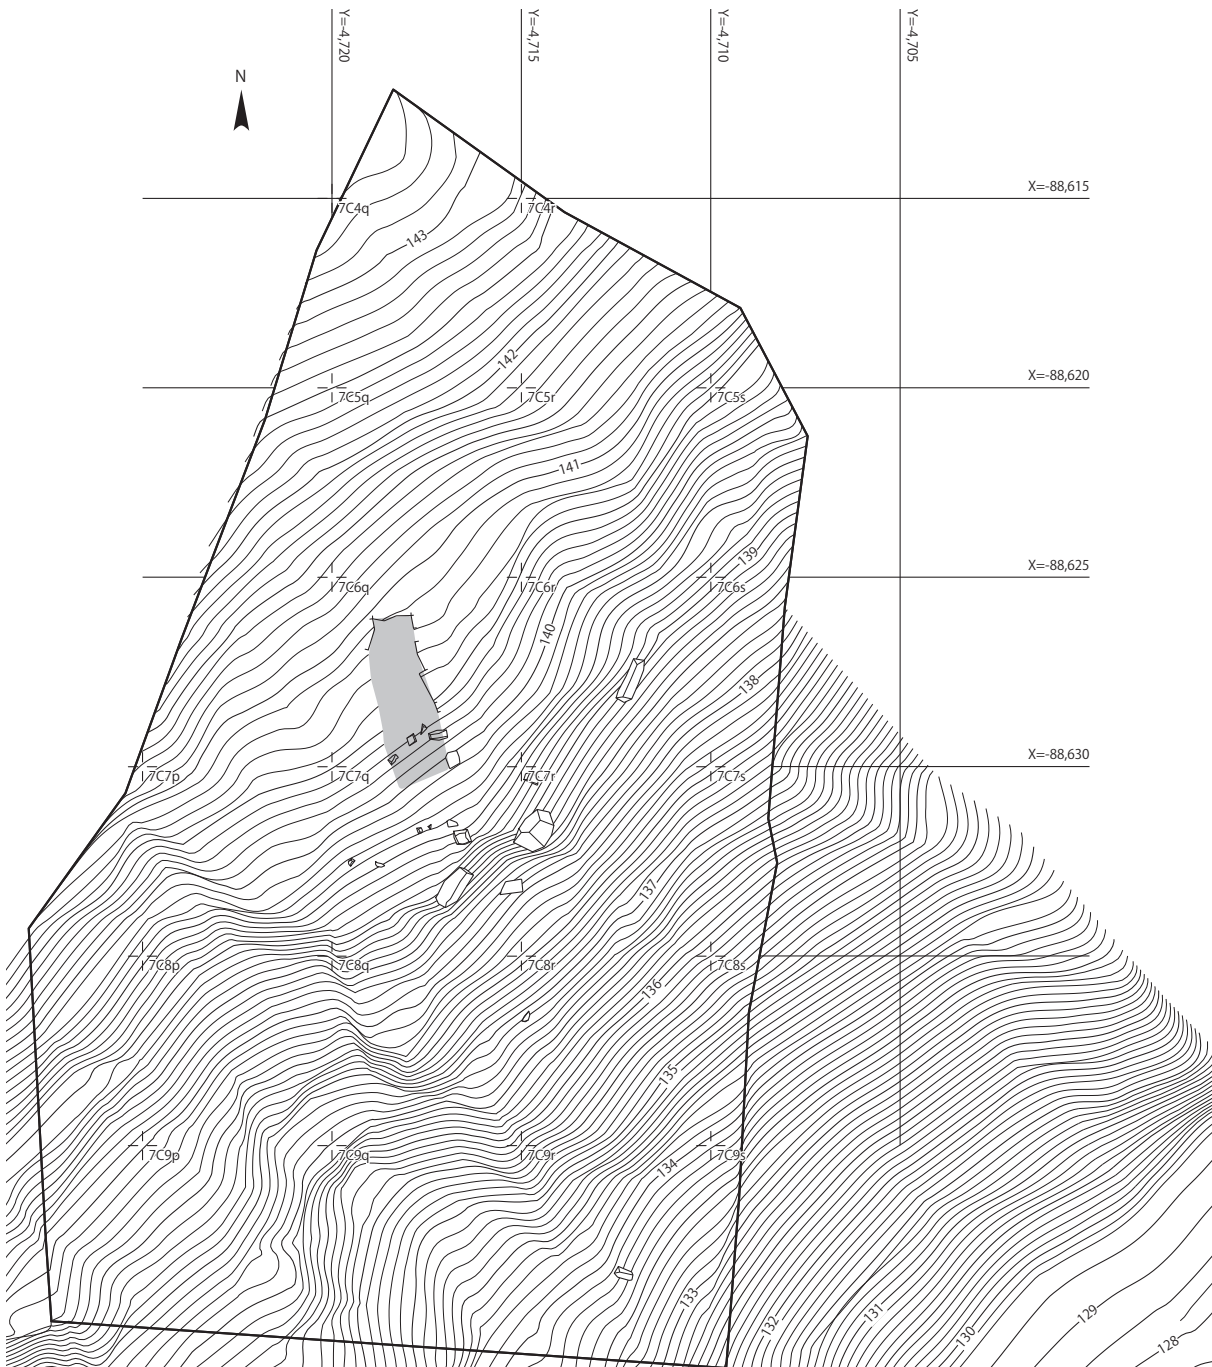 Y=-4,720
Y=-4,715
Y=-4,710
Y=-4,705
N
X=-88,615
7C4q
7C4r
143
142
X=-88,620
7C5q
7C5r
7C5s
141
139
X=-88,625
7C6q
7C6r
7C6s
140
138
X=-88,630
7C7p
7C7q
7C7r
7C7s
137
7C8p
7C8q
7C8r
7C8s
136
135
7C9p
7C9q
7C9r
7C9s
134
133
132
131
130
129
128